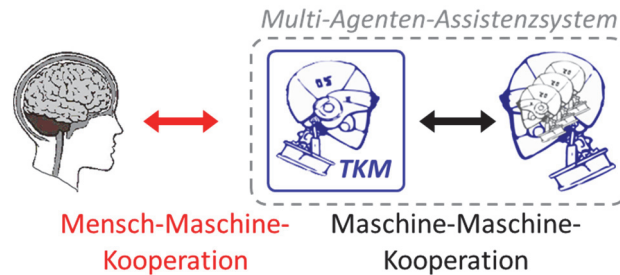 Multi-Agenten-Assistenzsystem
TKM
Mensch-Maschine-
Kooperation
Maschine-Maschine-
Kooperation